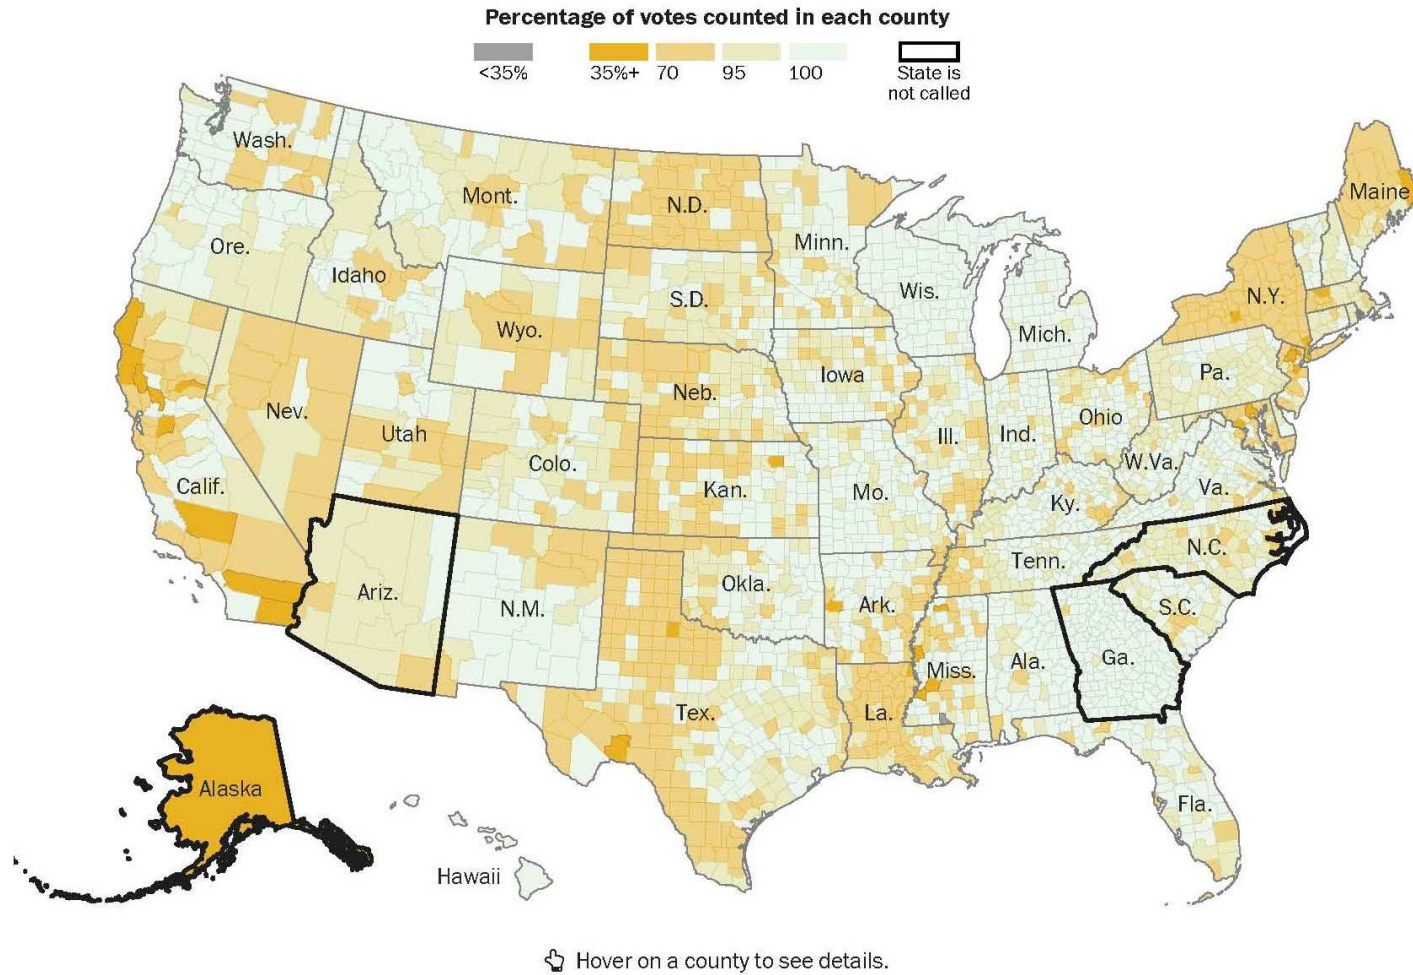 Percentage of votes counted in each county
<35% 35%+ 70 95 100 State is
not called
Wash.
Mont.
N.D.
Minn.
Maine
Ore.
Idaho
S.D.
Wis.
Mich.
N.Y.
Wyo.
Iowa
Pa.
Nev.
Neb.
Ohio
Utah
Ill.
Ind.
Colo.
W.Va.
Calif.
Kan.
Mo.
Ky.
Va.
N.C.
Tenn.
Ariz.
N.M.
Okla.
Ark.
S.C.
Miss.
Ala.
Ga.
Tex.
La.
Alaska
Fla.
Hawaii
Hover on a county to see details.